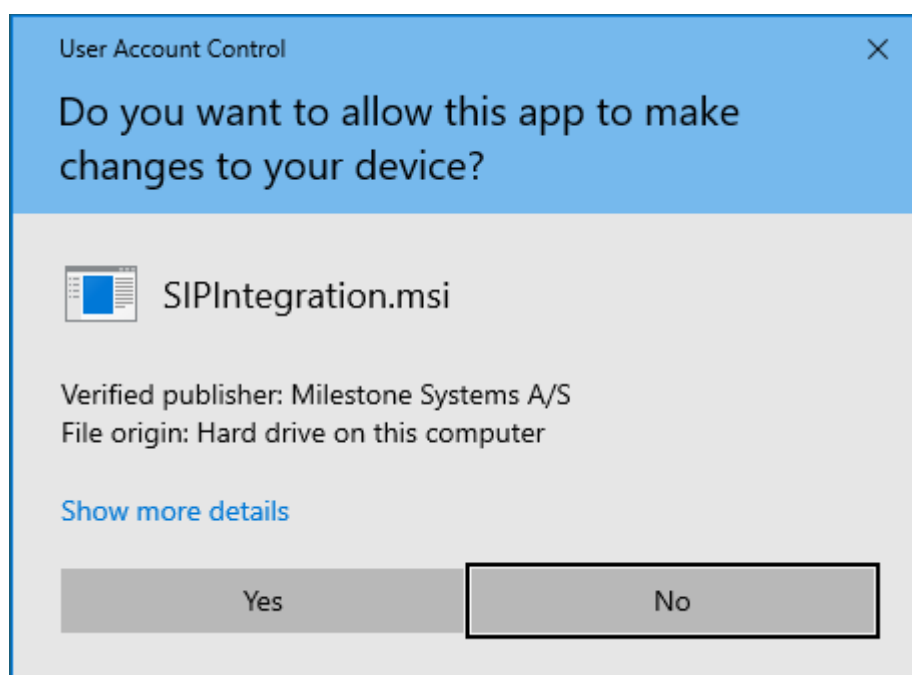 User Account Control
Do you want to allow this app to make
changes to your device?
SIPIntegration.msi
Verified publisher: Milestone Systems A/S
File origin: Hard drive on this computer
Show more details
Yes
No